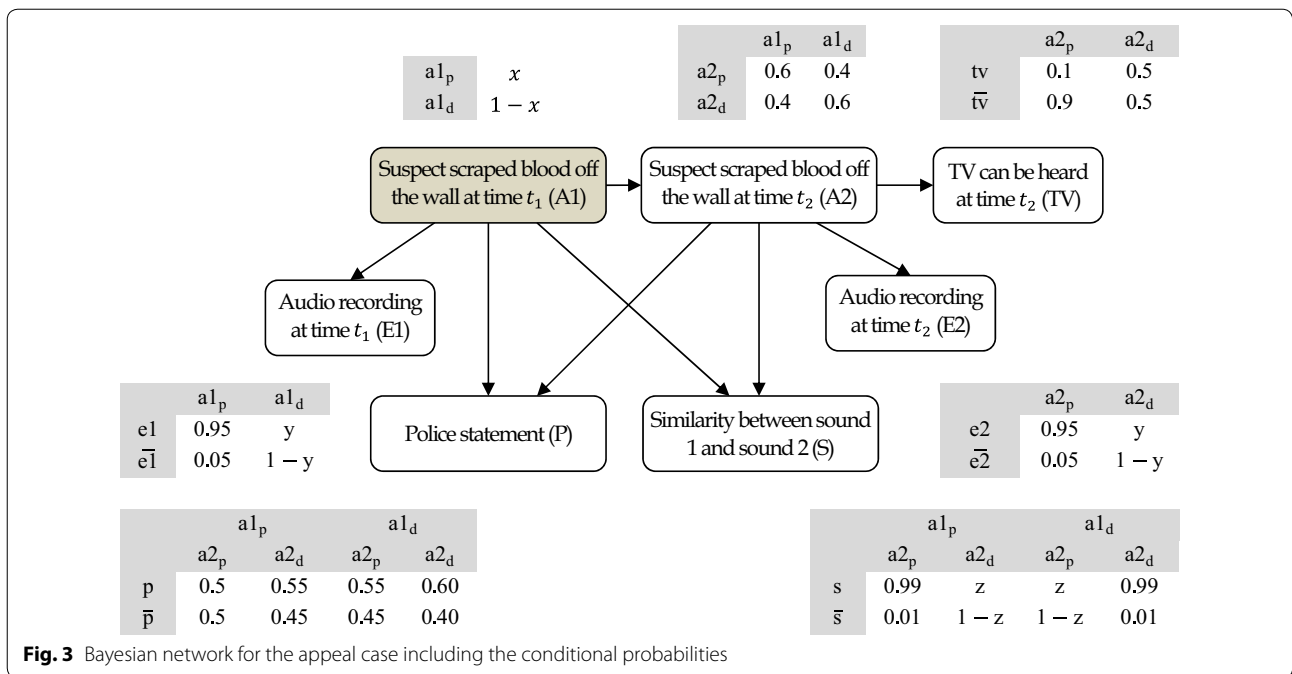 a1p a1d
a2p 0.6 0.4
a2d 0.4 0.6
a2p a2d
tv 0.1 0.5
t̅v̅ 0.9 0.5
a1p x
a1d 1 − x
Suspect scraped blood off
the wall at time t1 (A1)
Suspect scraped blood off
the wall at time t2 (A2)
TV can be heard
at time t2 (TV)
Audio recording
at time t1 (E1)
Audio recording
at time t2 (E2)
Police statement (P)
Similarity between sound
1 and sound 2 (S)
a1p a1d
e1 0.95 y
e̅1̅ 0.05 1 − y
a2p a2d
e2 0.95 y
e̅2̅ 0.05 1 − y
a1p a1d
a2p a2d a2p a2d
p 0.5 0.55 0.55 0.60
p̅ 0.5 0.45 0.45 0.40
a1p a1d
a2p a2d a2p a2d
s 0.99 z z 0.99
s̅ 0.01 1 − z 1 − z 0.01
Fig. 3 Bayesian network for the appeal case including the conditional probabilities